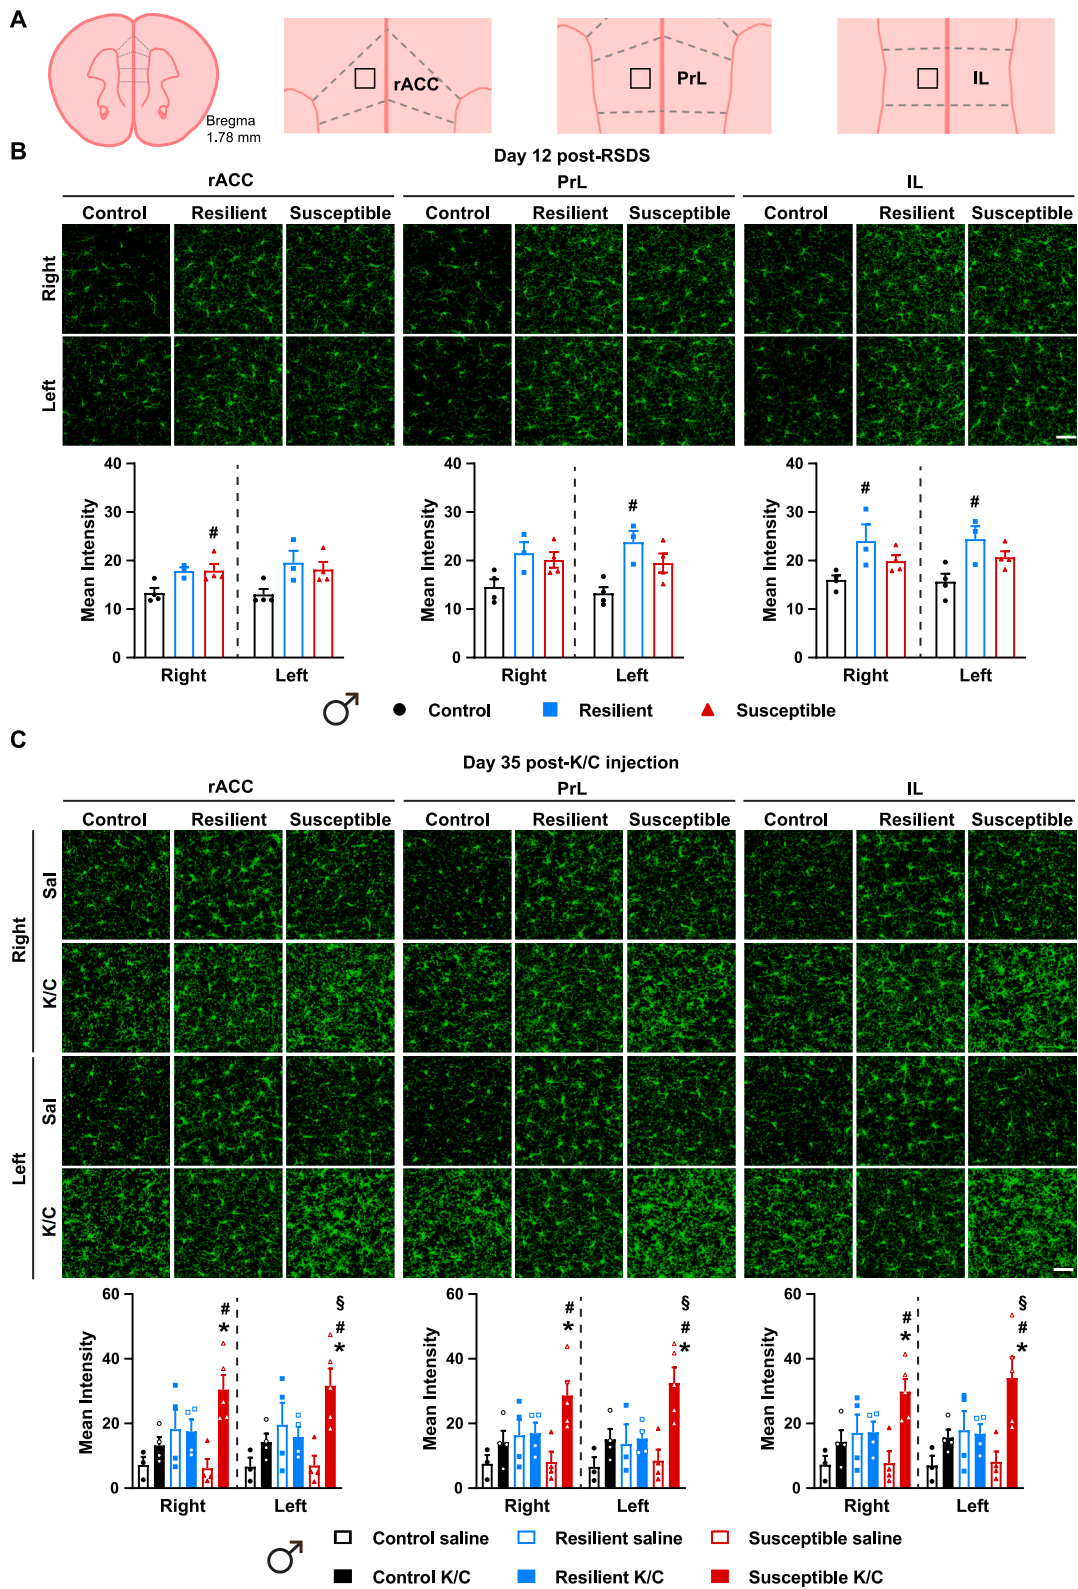 A
Bregma
1.78 mm
rACC
PrL
IL
B
Day 12 post-RSDS
rACC
PrL
IL
Control Resilient Susceptible Control Resilient Susceptible Control Resilient Susceptible
Right
Left
Mean Intensity
40
30
20
10
0
#
Right Left
Mean Intensity
40
30
20
10
0
#
Right Left
Mean Intensity
40
30
20
10
0
# #
Right Left
♂ Control Resilient Susceptible
C
Day 35 post-K/C injection
rACC
PrL
IL
Control Resilient Susceptible Control Resilient Susceptible Control Resilient Susceptible
Right
Sal
K/C
Left
Sal
K/C
Mean Intensity
60
40
20
0
#
*
§
#
*
Right Left
Mean Intensity
60
40
20
0
#
*
§
#
*
Right Left
Mean Intensity
60
40
20
0
#
*
§
#
*
Right Left
♂ Control saline Resilient saline Susceptible saline
Control K/C Resilient K/C Susceptible K/C